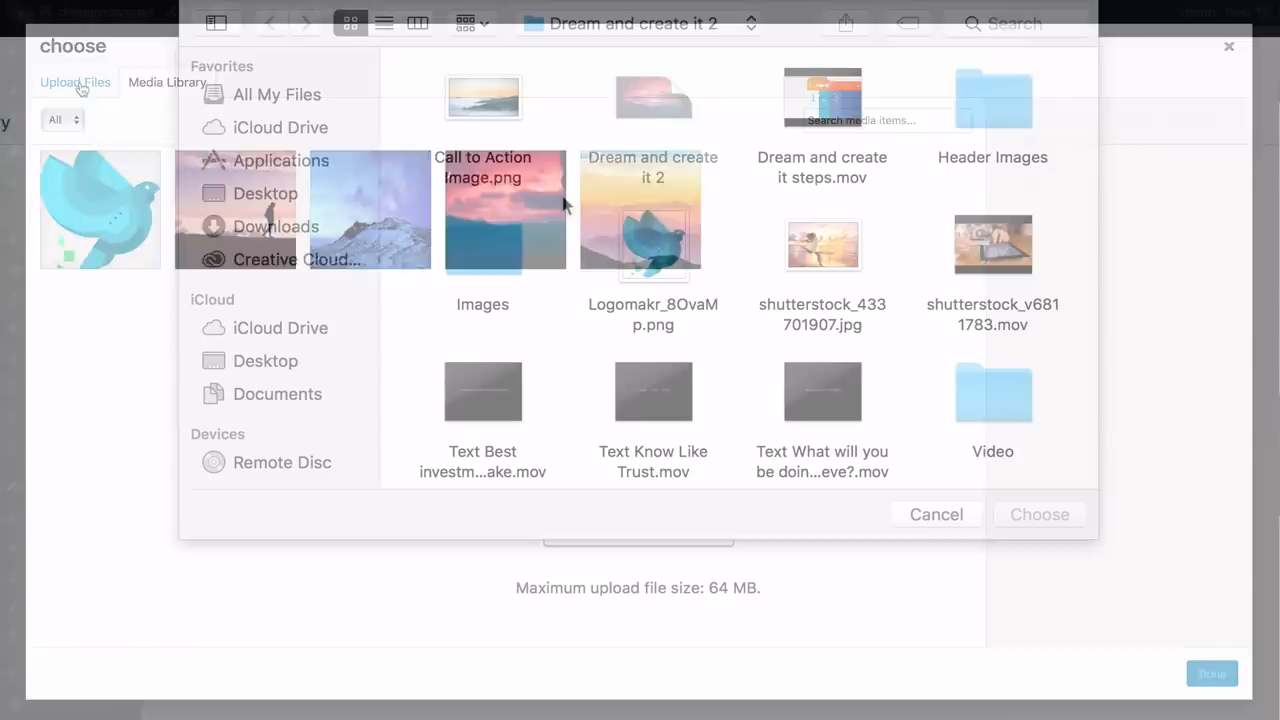 Dream and create it 2
Search
choose
Upload Files
Media Library
All
Search media items...
y
Favorites
All My Files
iCloud Drive
Applications
Desktop
Downloads
Creative Cloud...
iCloud
iCloud Drive
Desktop
Documents
Devices
Remote Disc
Call to Action
Image.png
Dream and create
it 2
Dream and create
it steps.mov
Header Images
Images
Logomakr_8OvaM
p.png
shutterstock_433
701907.jpg
shutterstock_v681
1783.mov
Text Best
investm...ake.mov
Text Know Like
Trust.mov
Text What will you
be doin...eve?.mov
Video
Cancel
Choose
Maximum upload file size: 64 MB.
Done